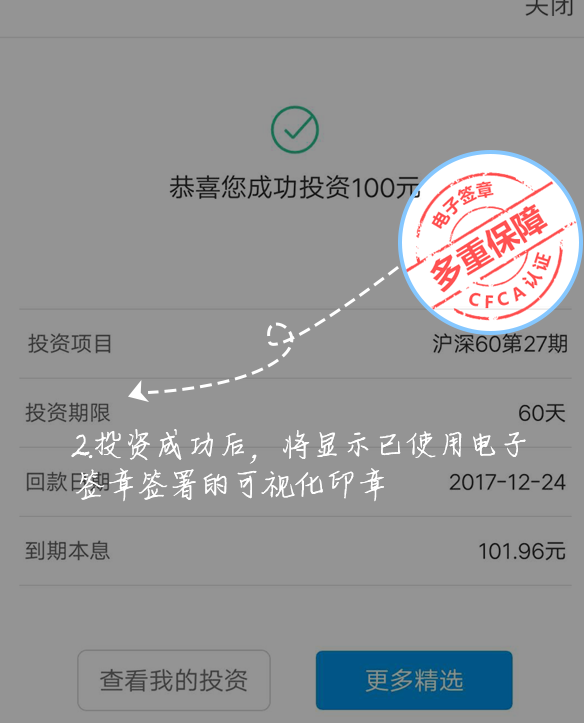 关闭
恭喜您成功投资100元
电子签章
多重保障
CFCA认证
投资项目 沪深60第27期
投资期限 60天
2.投资成功后，将显示已使用电子
签章签署的可视化印章
回款日期 2017-12-24
到期本息 101.96元
查看我的投资 更多精选